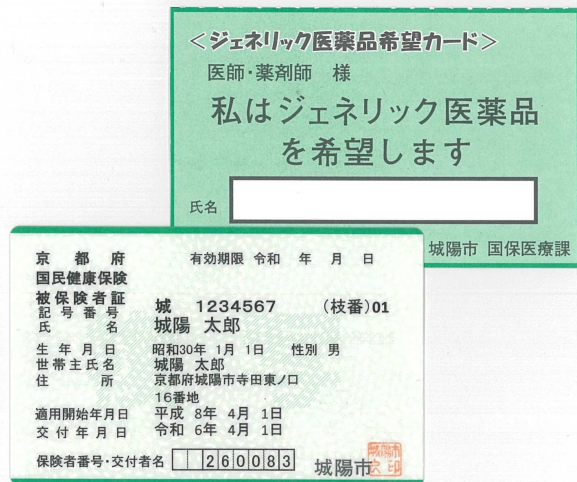 ＜ジェネリック医薬品希望カード＞
医師・薬剤師　様
私はジェネリック医薬品
を希望します
氏名
城陽市 国保医療課
京都府　有効期限 令和　年　月　日
国民健康保険
被保険者証
記号番号　城　1234567　（枝番）01
氏名　城陽 太郎
生年月日　昭和30年 1月 1日　性別 男
世帯主氏名　城陽 太郎
住所　京都府城陽市寺田東ノ口
16番地
適用開始年月日　平成 8年 4月 1日
交付年月日　令和 6年 4月 1日
保険者番号・交付者名　260083　城陽市